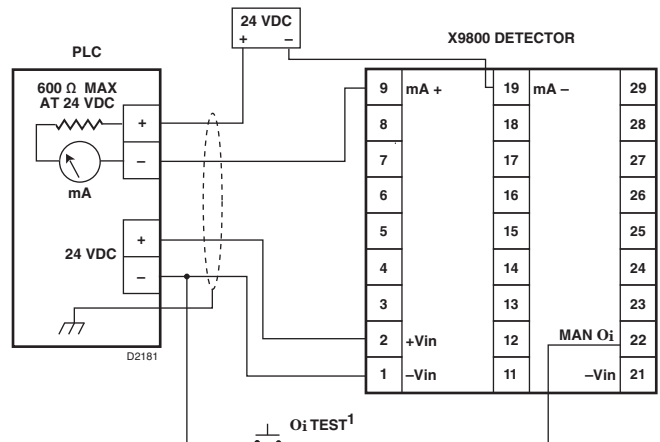 24 VDC
+ –
PLC
X9800 DETECTOR
600 Ω MAX
AT 24 VDC
+
–
mA
24 VDC
+
–
D2181
9 mA + 19 mA – 29
8 18 28
7 17 27
6 16 26
5 15 25
4 14 24
3 13 23
2 +Vin 12 MAN Oi 22
1 –Vin 11 –Vin 21
Oi TEST1